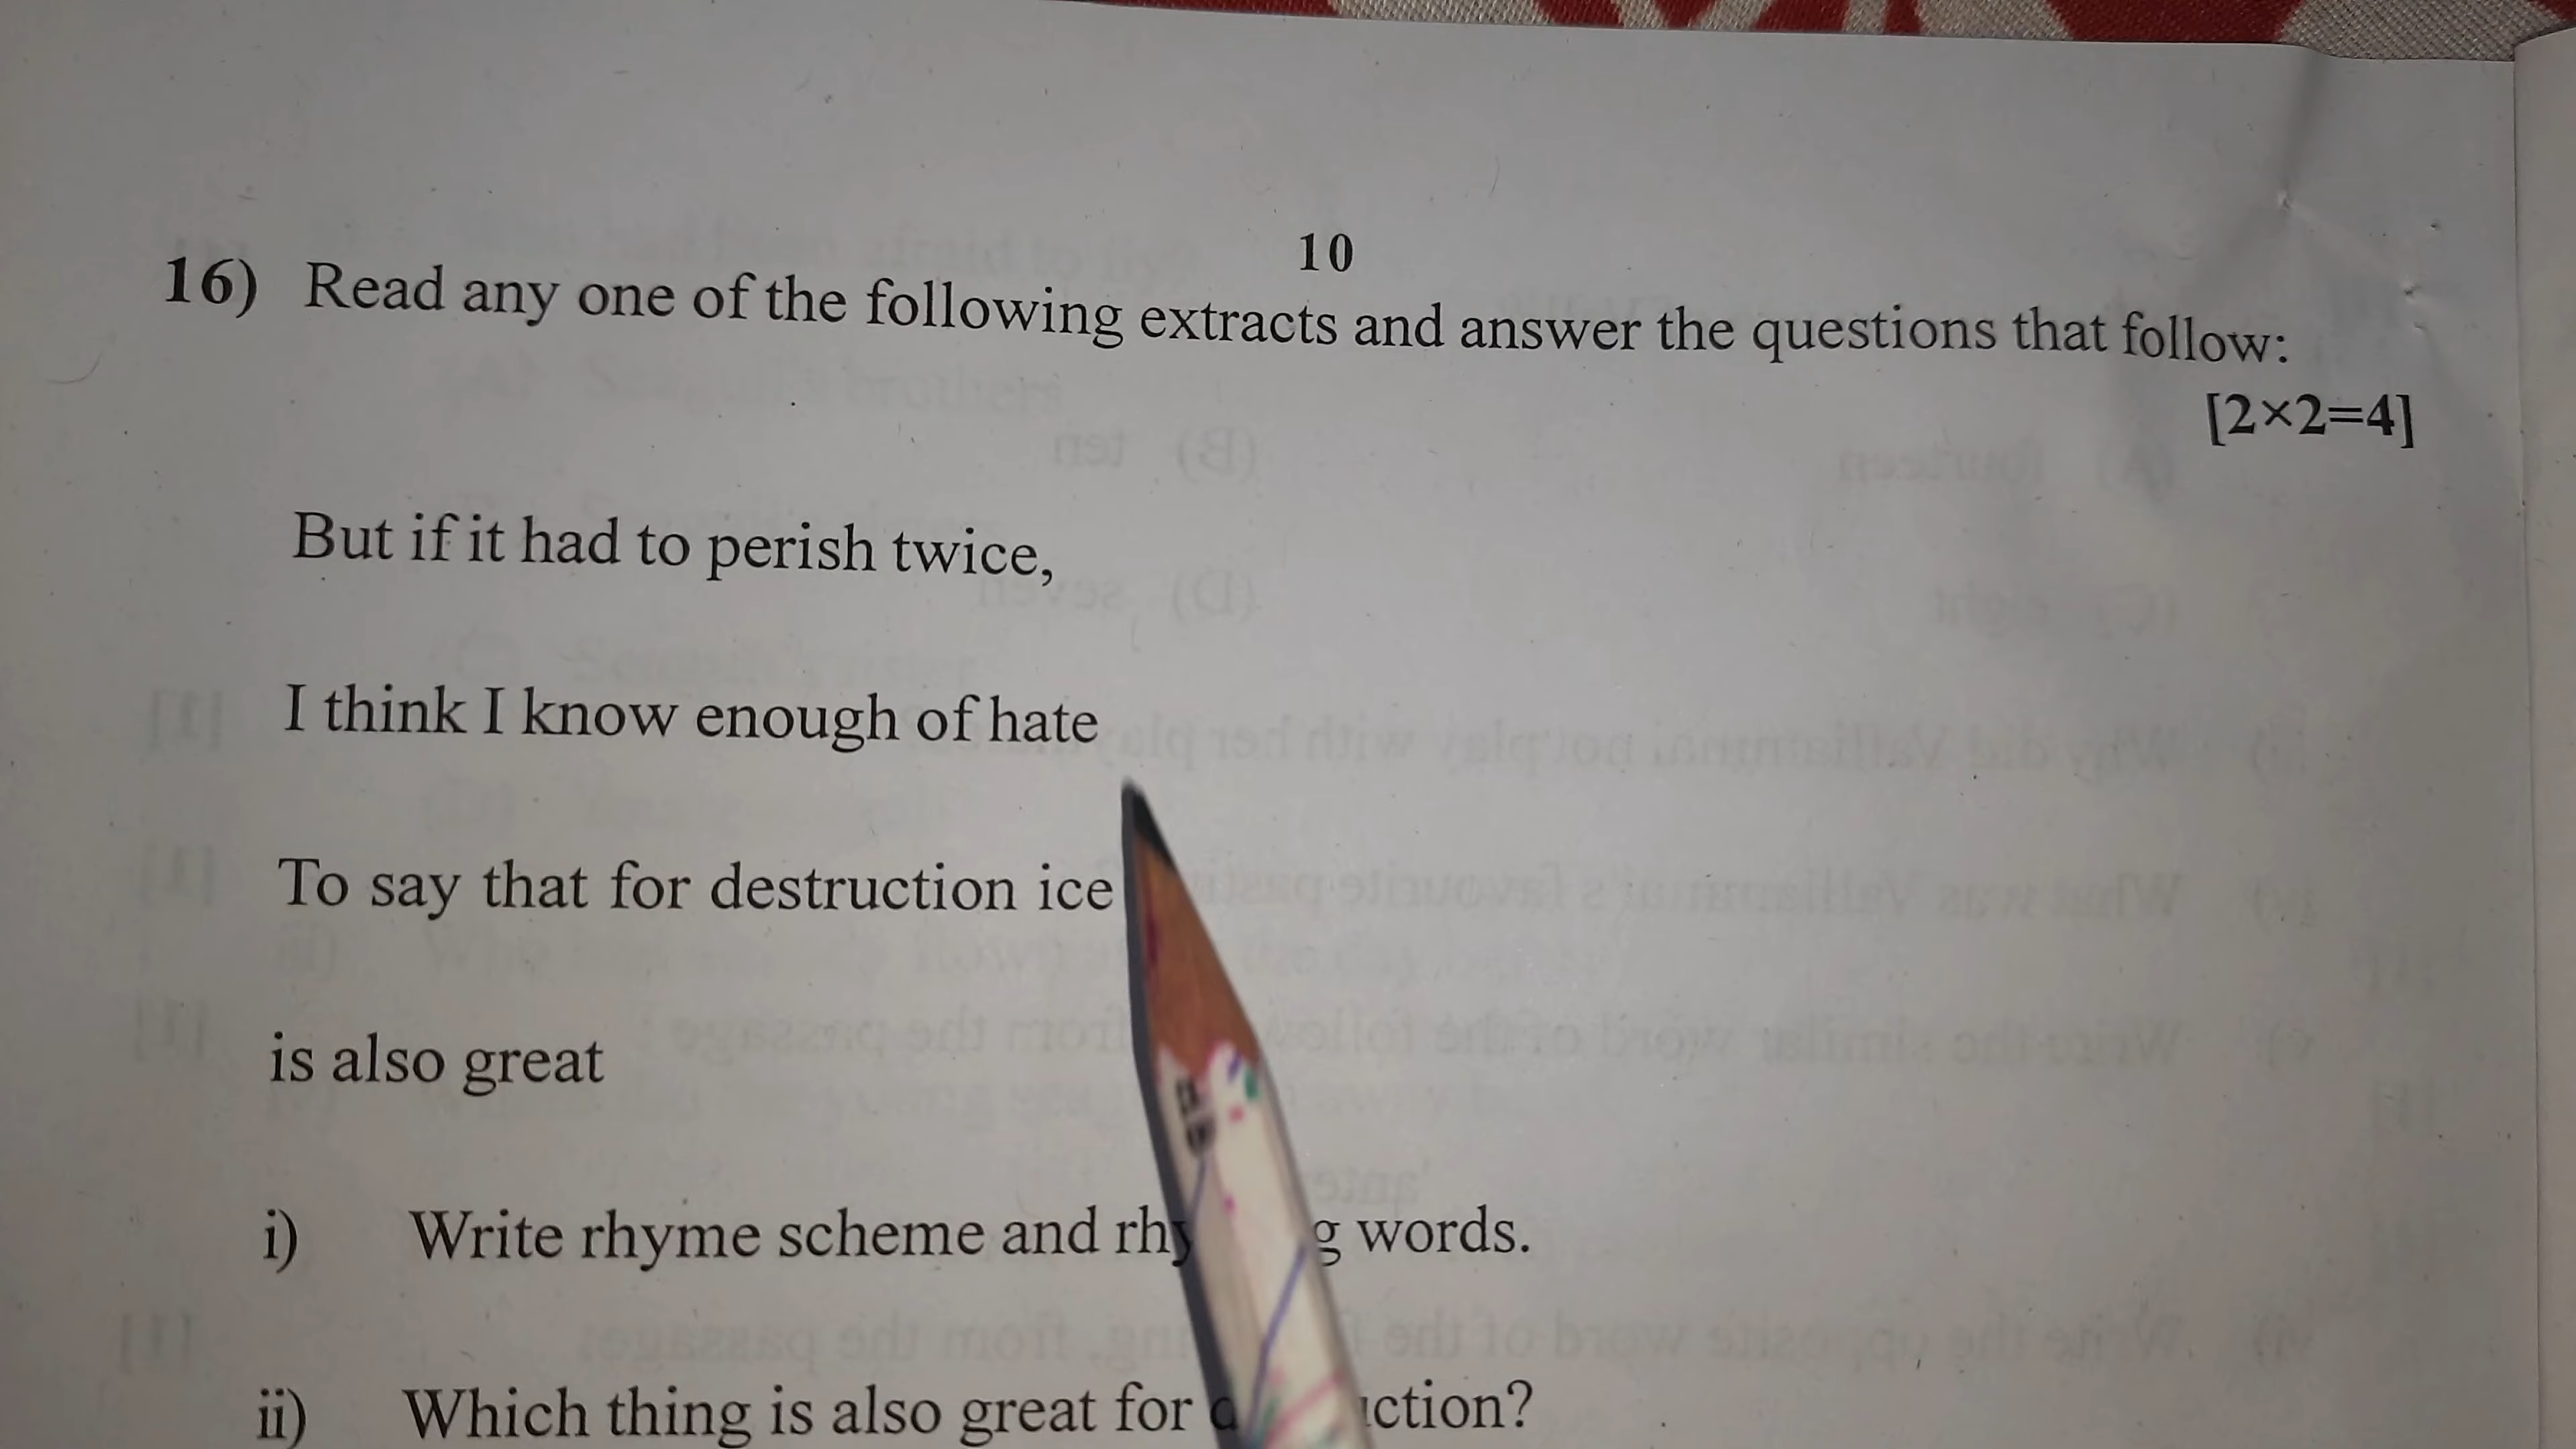 10
16) Read any one of the following extracts and answer the questions that follow:
[2×2=4]
But if it had to perish twice,
I think I know enough of hate
To say that for destruction ice
is also great
i) Write rhyme scheme and words.
ii) Which thing is also great for